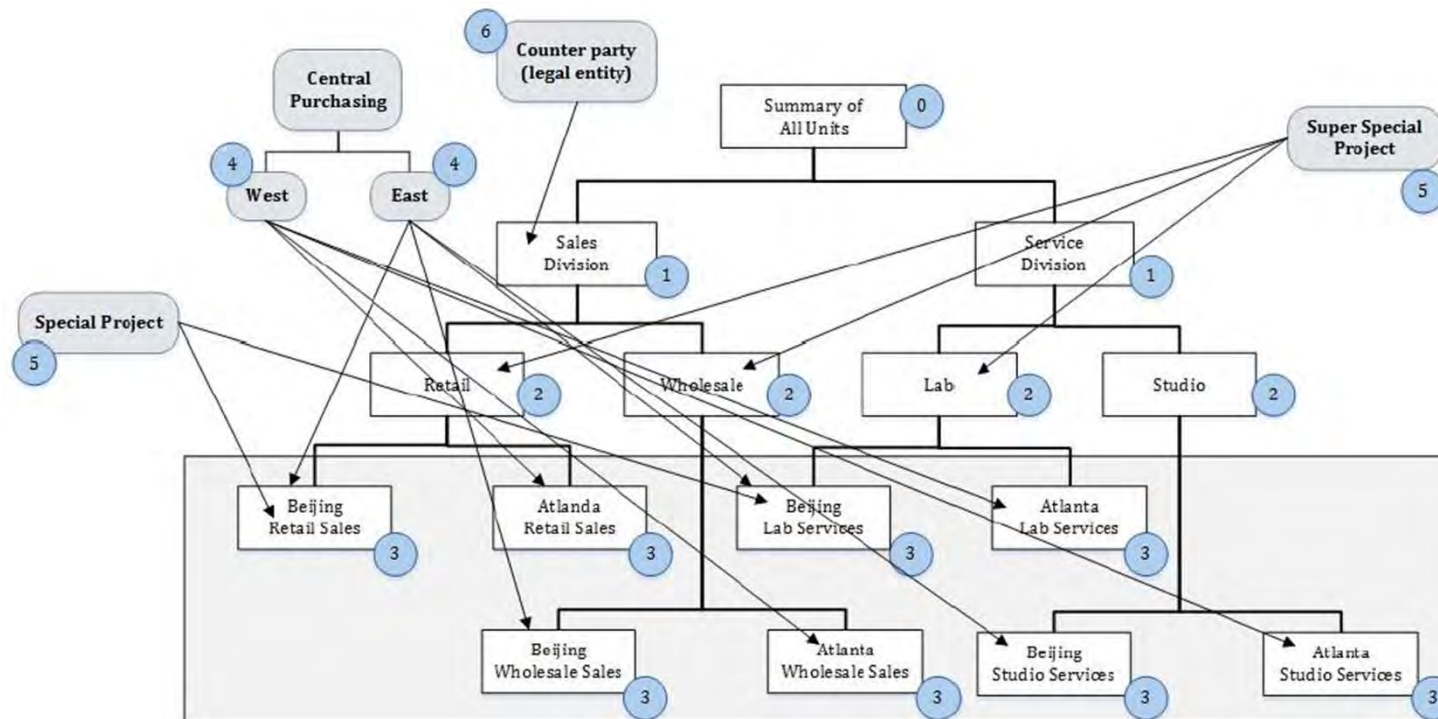 6
Counter party
(legal entity)
Central
Purchasing
Summary of
All Units
0
Super Special
Project
5
4
West
East
4
Sales
Division
1
Service
Division
1
Special Project
5
Retail
2
Wholesale
2
Lab
2
Studio
2
Beijing
Retail Sales
3
Atlanda
Retail Sales
3
Beijing
Lab Services
3
Atlanta
Lab Services
3
Beijing
Wholesale Sales
3
Atlanta
Wholesale Sales
3
Beijing
Studio Services
3
Atlanta
Studio Services
3